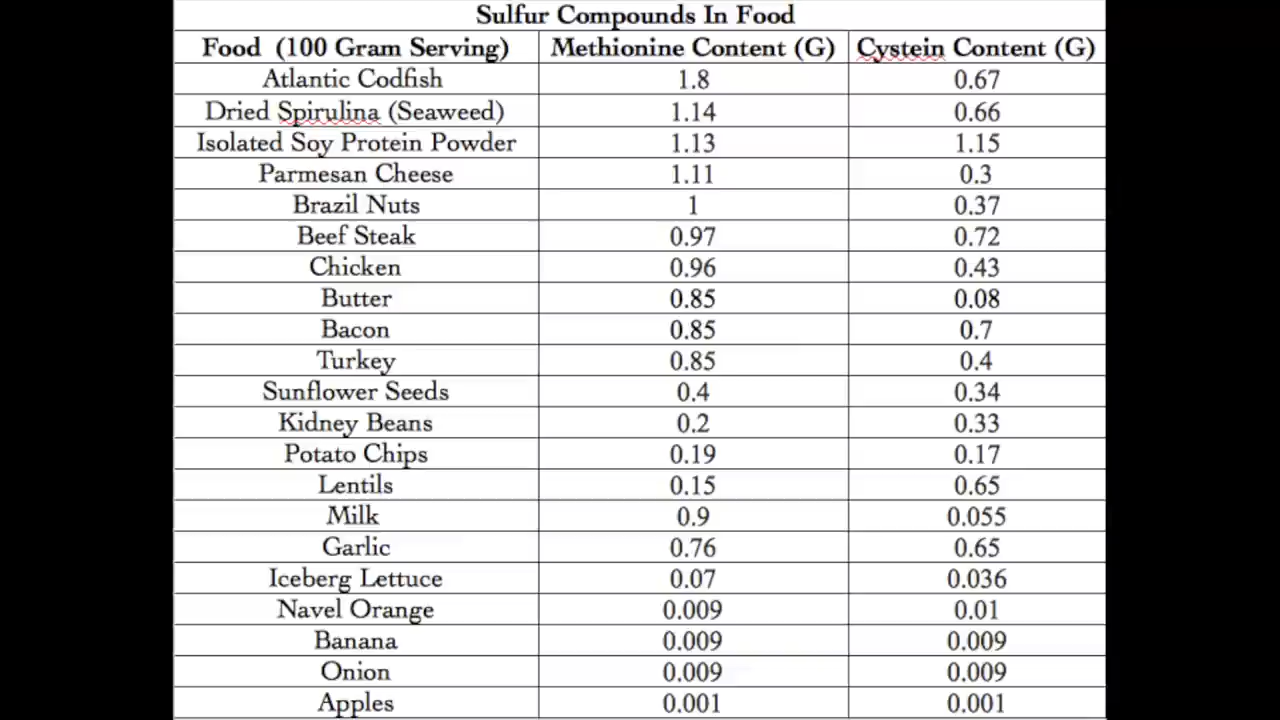 Sulfur Compounds In Food
Food (100 Gram Serving) Methionine Content (G) Cystein Content (G)
Atlantic Codfish 1.8 0.67
Dried Spirulina (Seaweed) 1.14 0.66
Isolated Soy Protein Powder 1.13 1.15
Parmesan Cheese 1.11 0.3
Brazil Nuts 1 0.37
Beef Steak 0.97 0.72
Chicken 0.96 0.43
Butter 0.85 0.08
Bacon 0.85 0.7
Turkey 0.85 0.4
Sunflower Seeds 0.4 0.34
Kidney Beans 0.2 0.33
Potato Chips 0.19 0.17
Lentils 0.15 0.65
Milk 0.9 0.055
Garlic 0.76 0.65
Iceberg Lettuce 0.07 0.036
Navel Orange 0.009 0.01
Banana 0.009 0.009
Onion 0.009 0.009
Apples 0.001 0.001